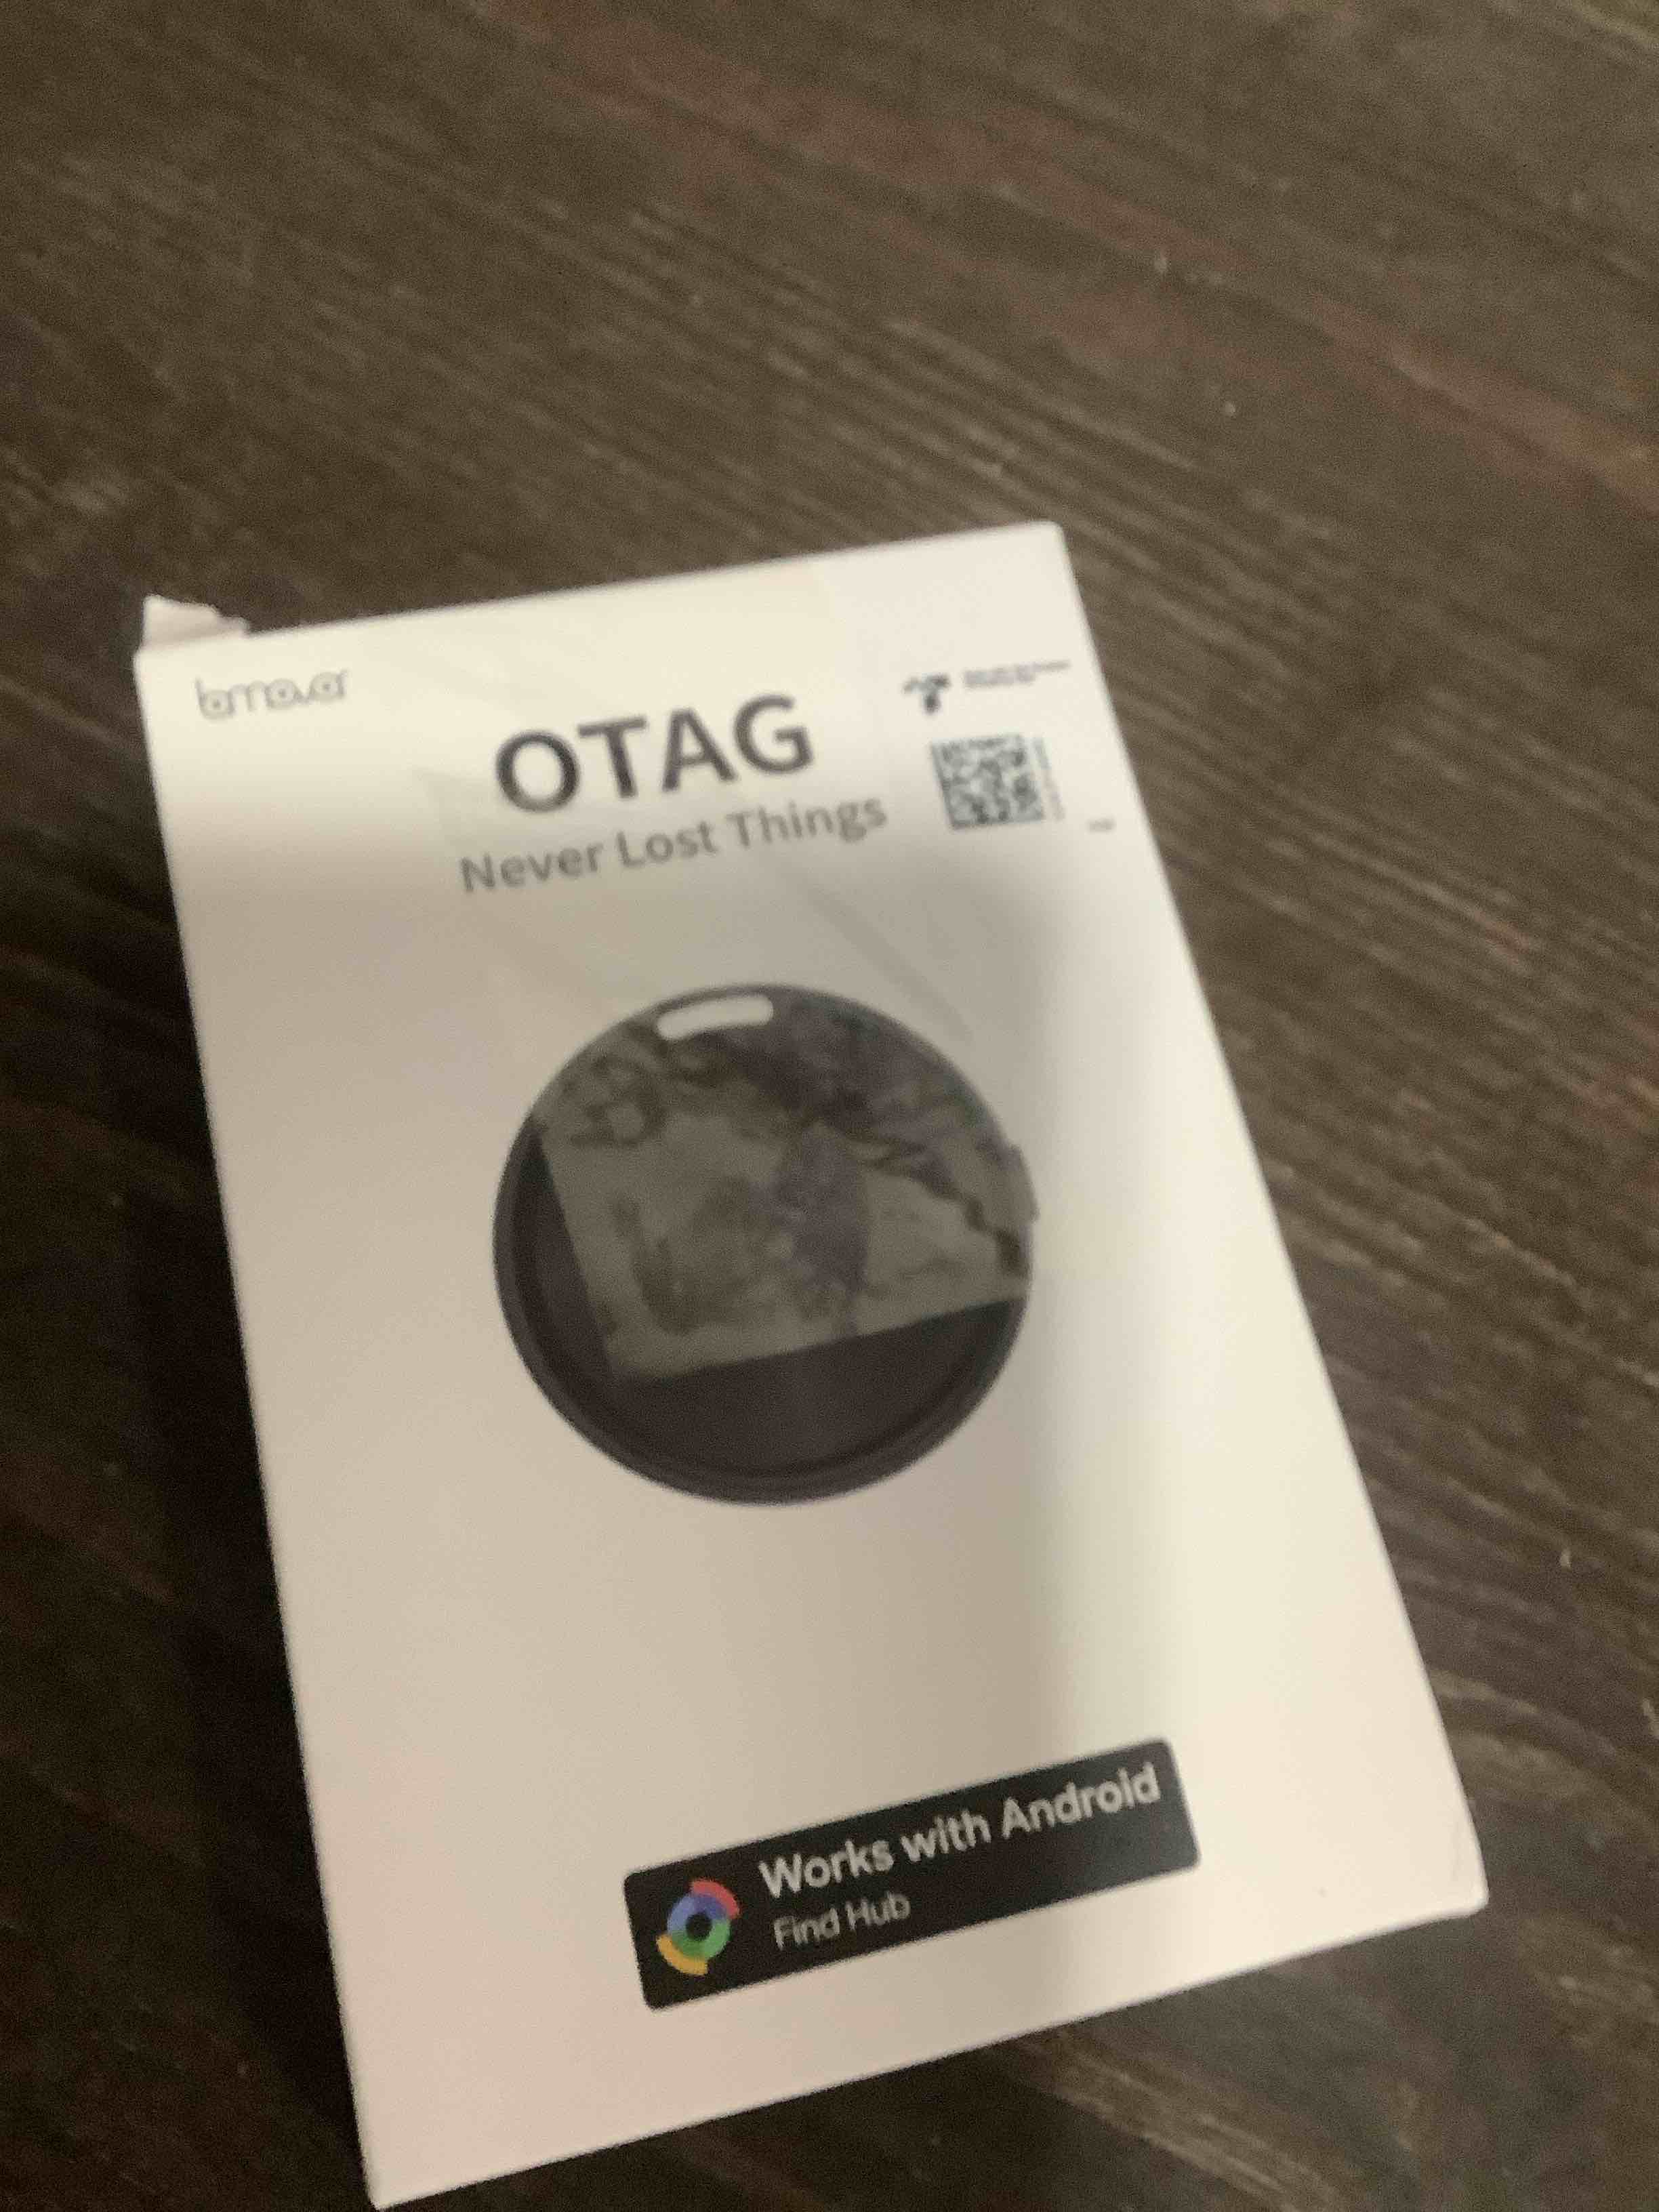 OTAG
Never Lost Things
Works with Android
Find Hub